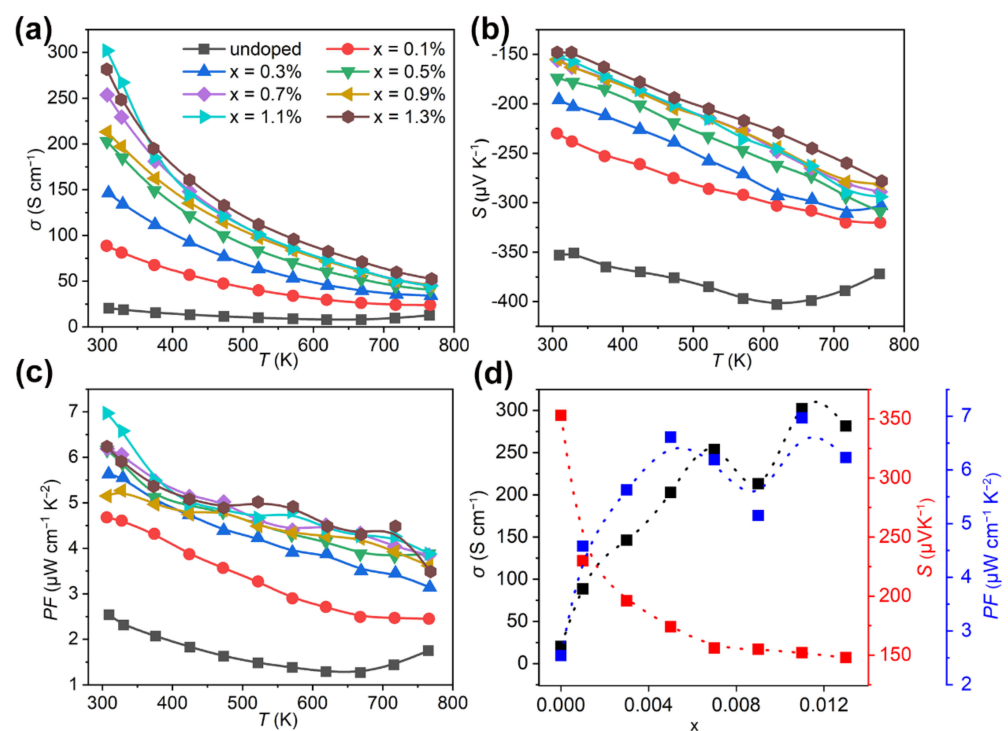 (a)
300
250
200
150
100
50
0
σ (S cm⁻¹)
undoped
x = 0.1%
x = 0.3%
x = 0.5%
x = 0.7%
x = 0.9%
x = 1.1%
x = 1.3%
300 400 500 600 700 800
T (K)
(b)
-150
-200
-250
-300
-350
-400
S (μV K⁻¹)
300 400 500 600 700 800
T (K)
(c)
7
6
5
4
3
2
1
PF (μW cm⁻¹ K⁻²)
300 400 500 600 700 800
T (K)
(d)
300
250
200
150
100
50
0
σ (S cm⁻¹)
0.000 0.004 0.008 0.012
x
350
300
250
200
150
S (μVK⁻¹)
7
6
5
4
3
2
PF (μW cm⁻¹ K⁻²)